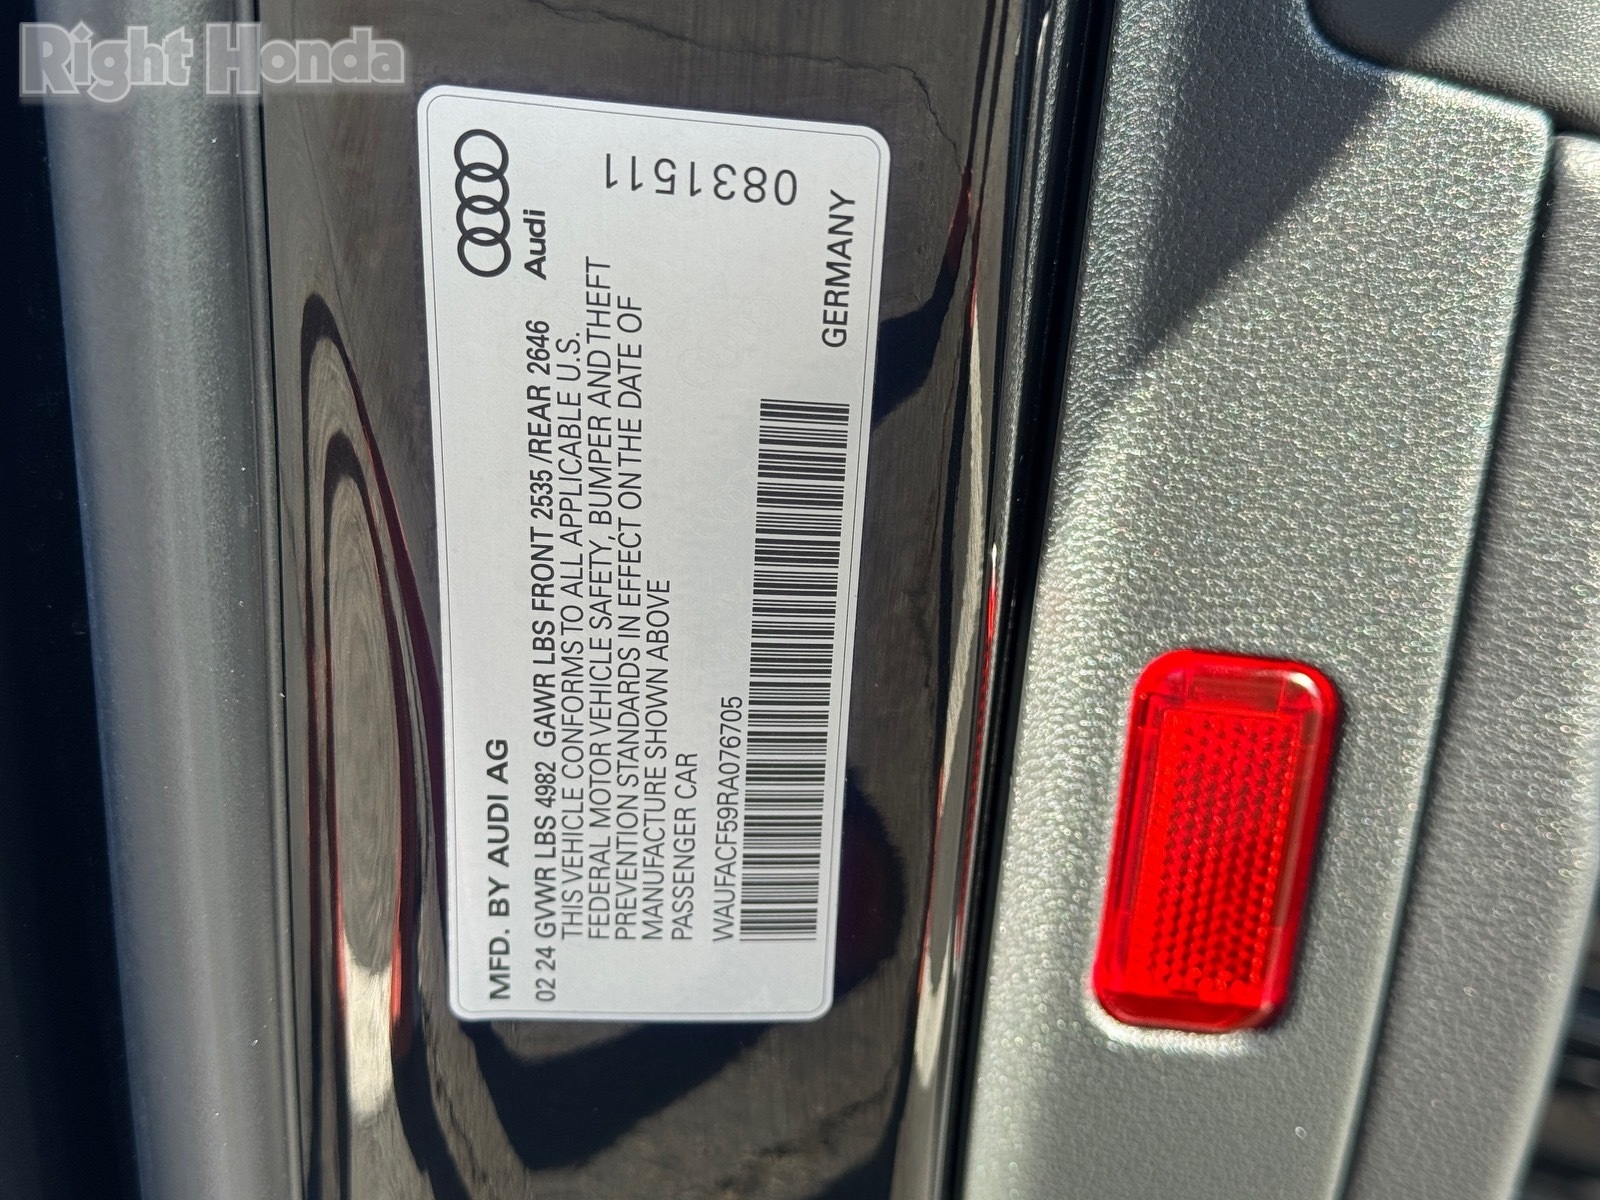 Right Honda
Audi
MFD. BY AUDI AG
02 24 GVWR LBS 4982 GAWR LBS FRONT 2535 /REAR 2646
THIS VEHICLE CONFORMS TO ALL APPLICABLE U.S.
FEDERAL MOTOR VEHICLE SAFETY, BUMPER AND THEFT
PREVENTION STANDARDS IN EFFECT ON THE DATE OF
MANUFACTURE SHOWN ABOVE
PASSENGER CAR
0831511
WAUFACF59RA076705
GERMANY